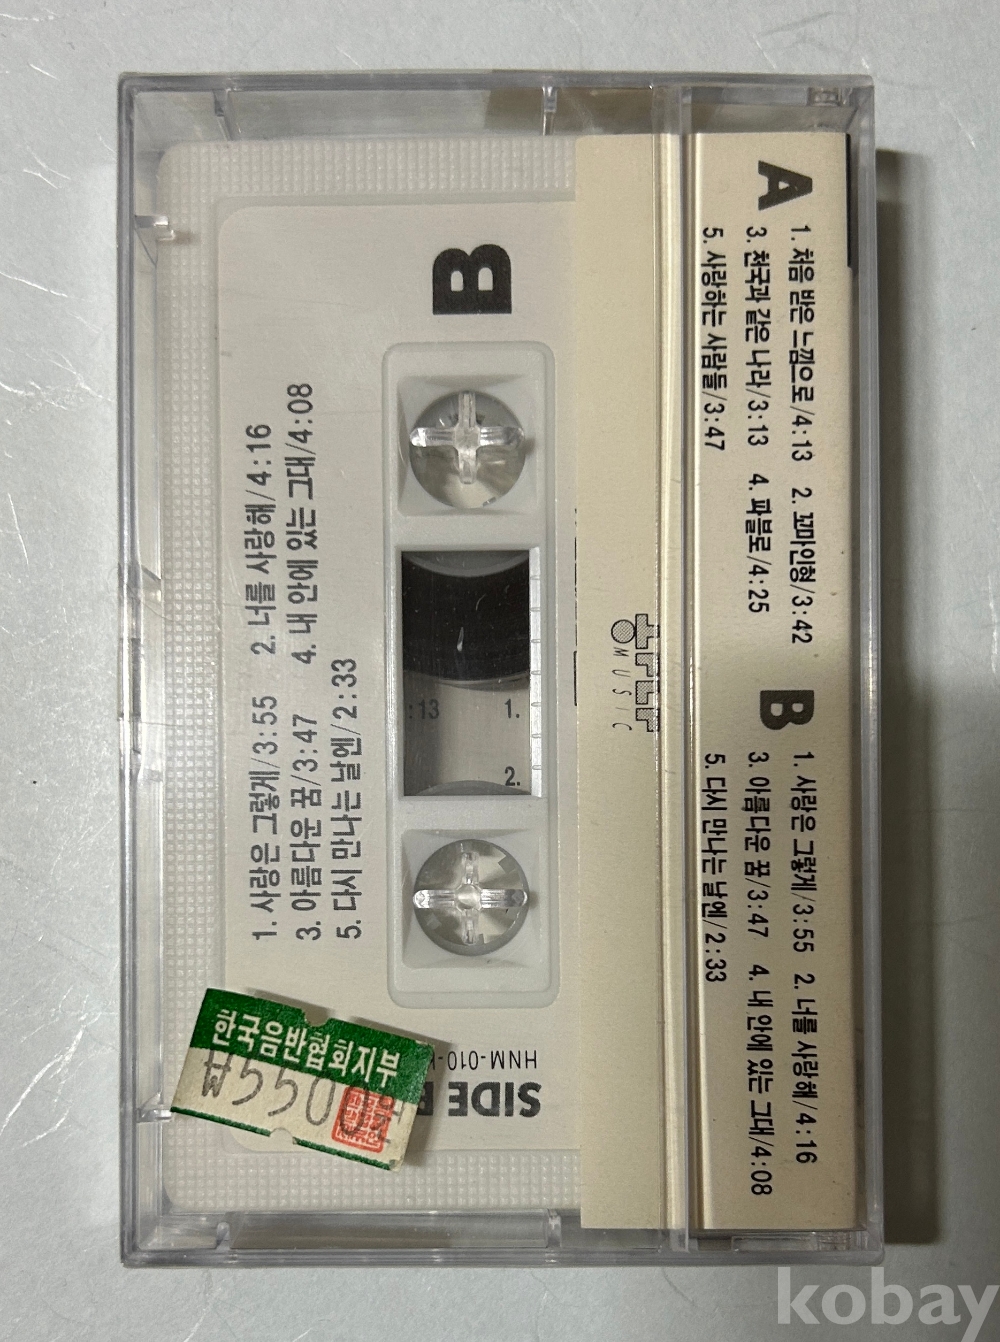 A
1. 처음 받은 느낌으로/4:13 2. 꼬마인형/3:42
3. 천국과 같은 나라/3:13 4. 파블로/4:25
5. 사랑하는 사람들/3:47
B
1. 사랑은 그렇게/3:55 2. 너를 사랑해/4:16
3. 아름다운 꿈/3:47 4. 내 안에 있는 그대/4:08
5. 다시 만나는 날엔/2:33
MUSIC
B
1. 사랑은 그렇게/3:55 2. 너를 사랑해/4:16
3. 아름다운 꿈/3:47 4. 내 안에 있는 그대/4:08
5. 다시 만나는 날엔/2:33
:13 1.
2.
HNM-010-
SIDE
한국음반협회지부
₩5500원
kobay